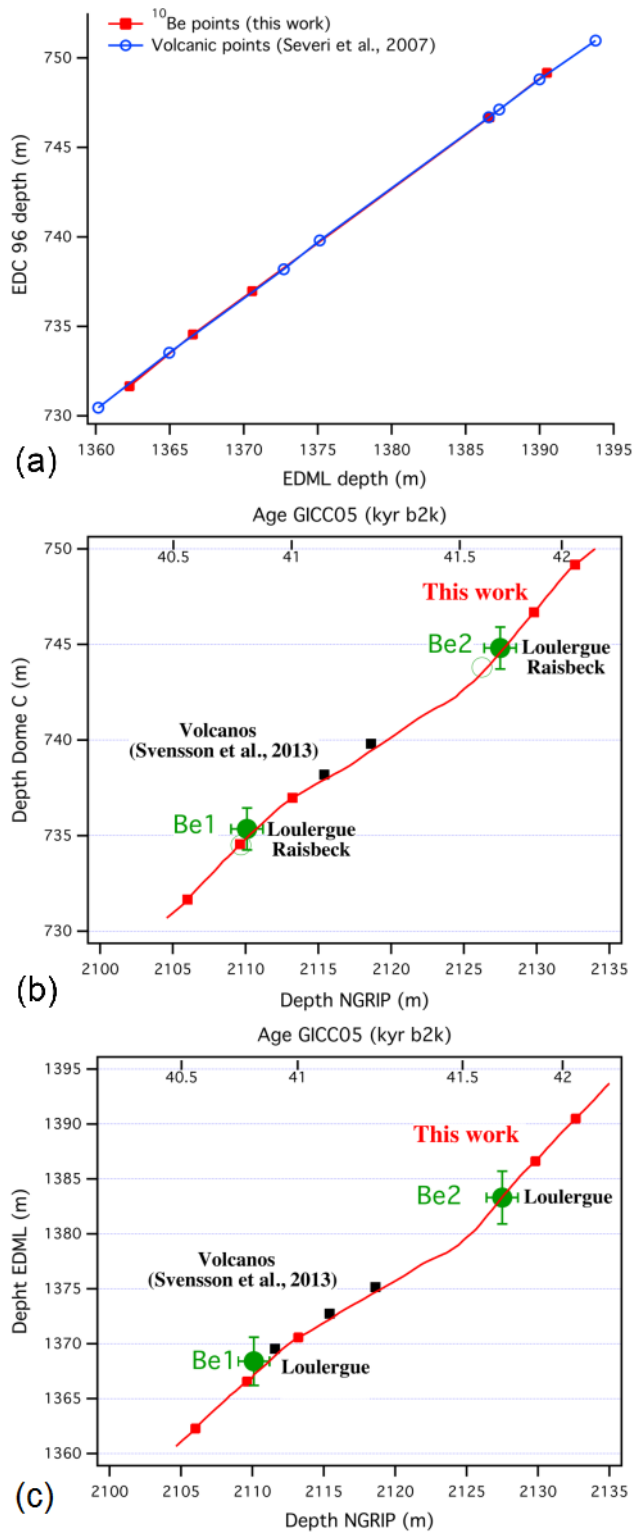 10Be points (this work)
Volcanic points (Severi et al., 2007)
750
745
740
735
730
EDC 96 depth (m)
1360 1365 1370 1375 1380 1385 1390 1395
EDML depth (m)
(a)
Age GICC05 (kyr b2k)
40.5 41 41.5 42
750
745
740
735
730
Depth Dome C (m)
This work
Be2
Loulergue
Raisbeck
Volcanos
(Svensson et al., 2013)
Be1
Loulergue
Raisbeck
2100 2105 2110 2115 2120 2125 2130 2135
Depth NGRIP (m)
(b)
Age GICC05 (kyr b2k)
40.5 41 41.5 42
1395
1390
1385
1380
1375
1370
1365
1360
Depht EDML (m)
This work
Be2
Loulergue
Volcanos
(Svensson et al., 2013)
Be1
Loulergue
2100 2105 2110 2115 2120 2125 2130 2135
Depth NGRIP (m)
(c)